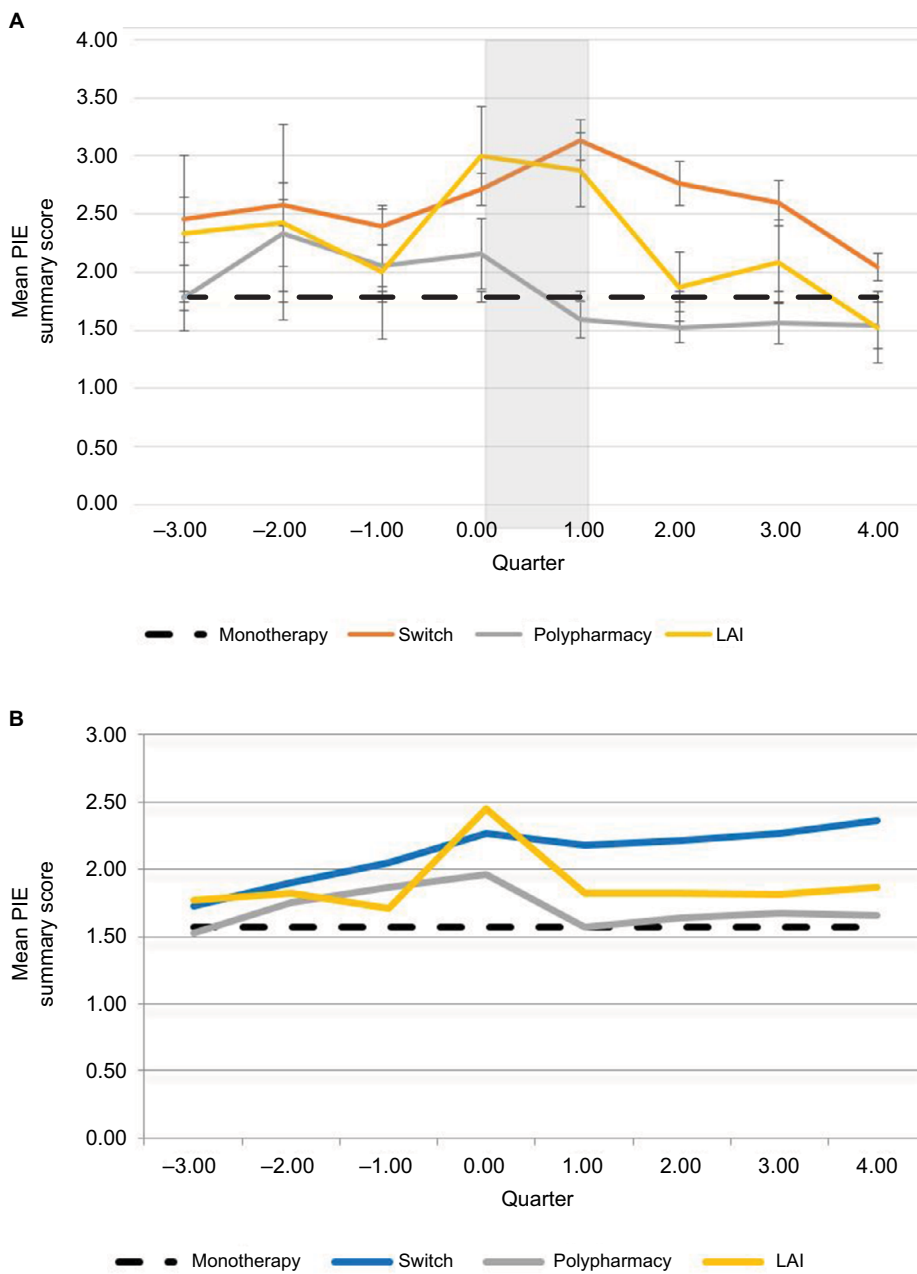 A
4.00
3.50
3.00
2.50
2.00
1.50
1.00
0.50
0.00
Mean PIE
summary score
–3.00 –2.00 –1.00 0.00 1.00 2.00 3.00 4.00
Quarter
Monotherapy Switch Polypharmacy LAI
B
3.00
2.50
2.00
1.50
1.00
0.50
0.00
Mean PIE
summary score
–3.00 –2.00 –1.00 0.00 1.00 2.00 3.00 4.00
Quarter
Monotherapy Switch Polypharmacy LAI